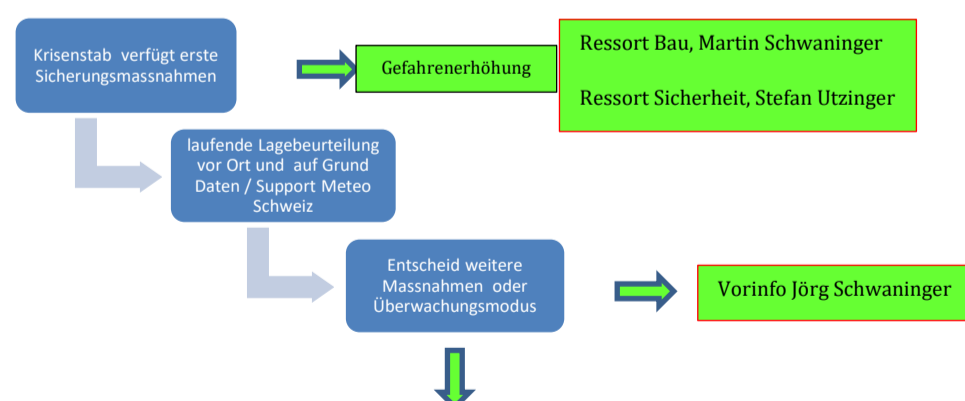 Krisenstab verfügt erste
Sicherungsmassnahmen
Gefahrenerhöhung
Ressort Bau, Martin Schwaninger
Ressort Sicherheit, Stefan Utzinger
laufende Lagebeurteilung
vor Ort und auf Grund
Daten / Support Meteo
Schweiz
Entscheid weitere
Massnahmen oder
Überwachungsmodus
Vorinfo Jörg Schwaninger